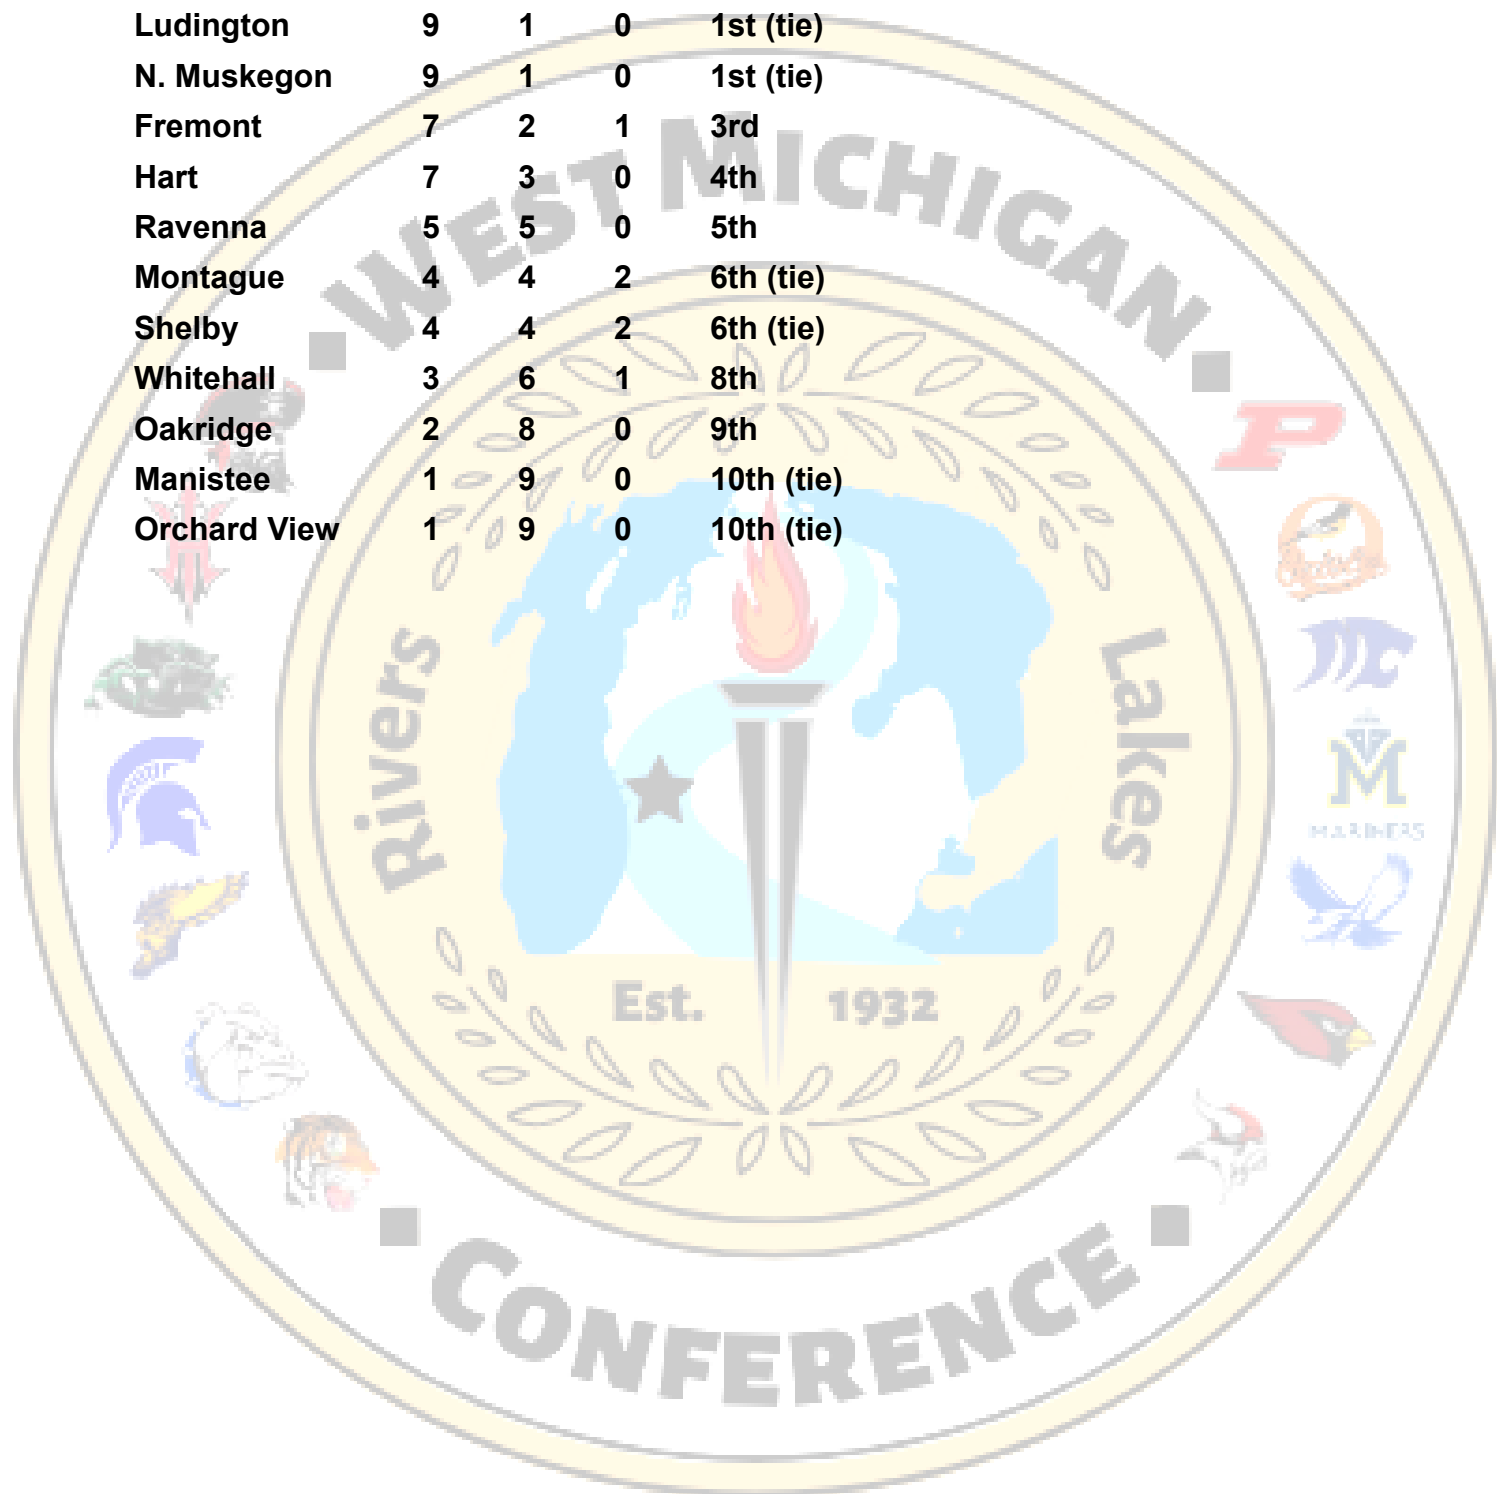 Ludington 9 1 0 1st (tie)
N. Muskegon 9 1 0 1st (tie)
Fremont 7 2 1 3rd
Hart 7 3 0 4th
Ravenna 5 5 0 5th
Montague 4 4 2 6th (tie)
Shelby 4 4 2 6th (tie)
Whitehall 3 6 1 8th
Oakridge 2 8 0 9th
Manistee 1 9 0 10th (tie)
Orchard View 1 9 0 10th (tie)
WEST MICHIGAN
Rivers
Lakes
P
MC
M
MARINERS
Est. 1932
CONFERENCE